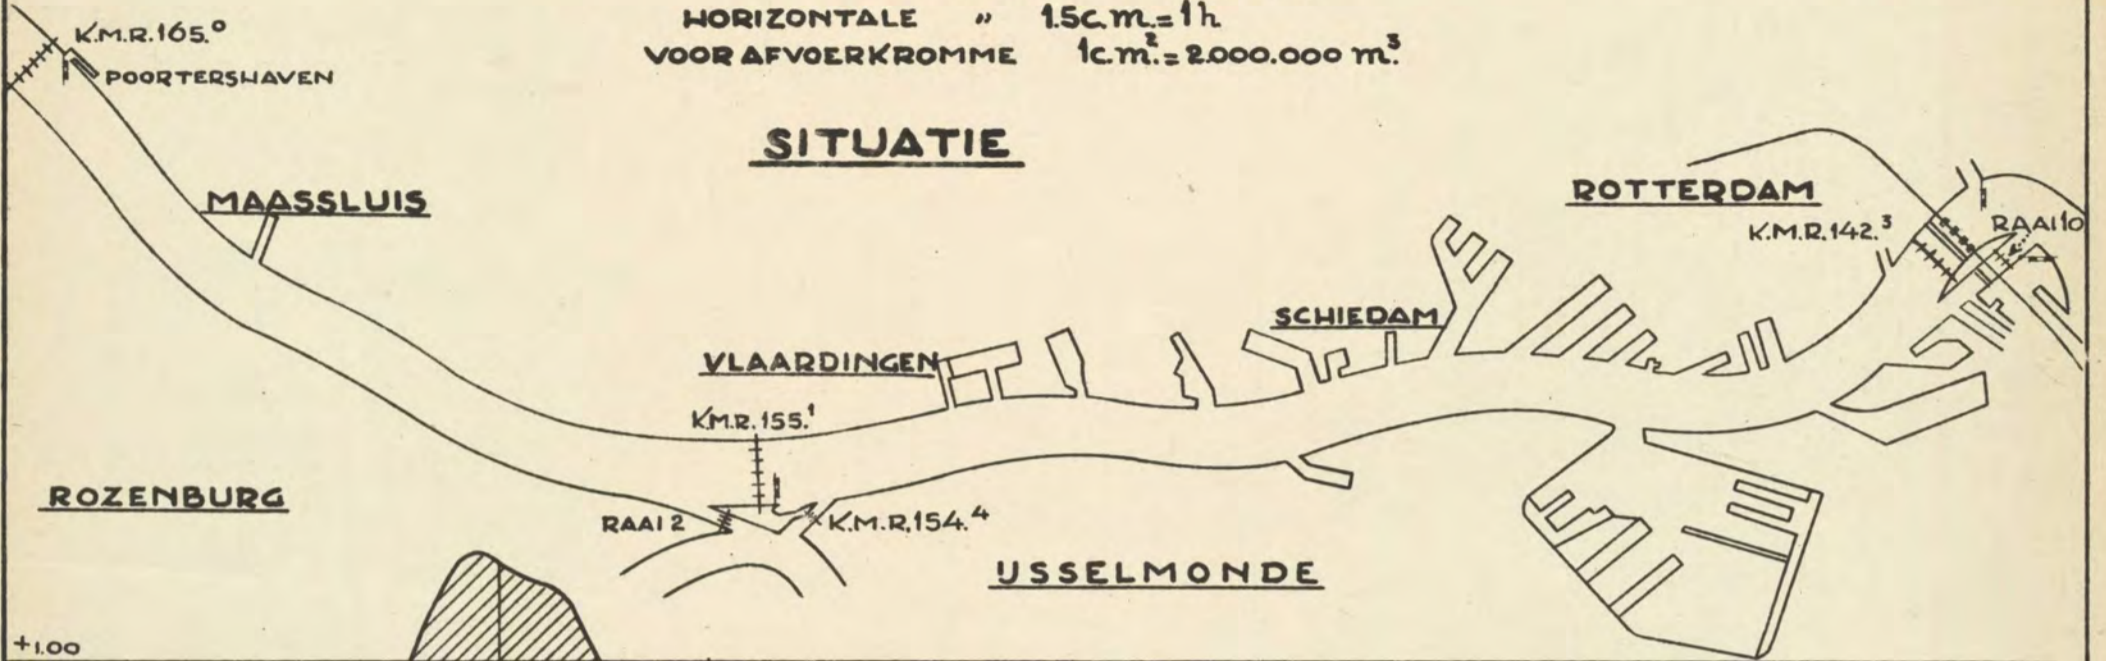 HORIZONTALE " 1.5c.m.=1h
VOOR AFVOERKROMME 1c.m².=2.000.000 m³.
K.M.R.165.⁰
POORTERSHAVEN
SITUATIE
MAASSLUIS
ROTTERDAM
K.M.R.142.³
RAAI 10
SCHIEDAM
VLAARDINGEN
K.M.R.155.¹
ROZENBURG
RAAI 2
K.M.R.154.⁴
IJSSELMONDE
+1.00